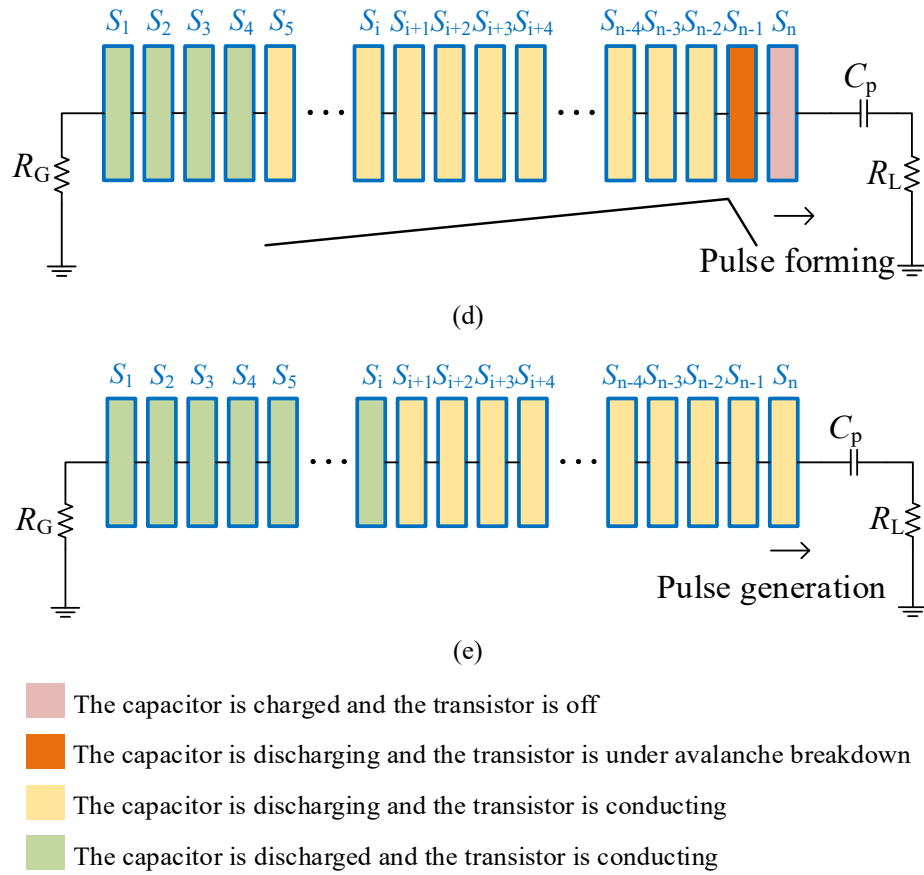 S1 S2 S3 S4 S5 Si Si+1 Si+2 Si+3 Si+4 Sn-4 Sn-3 Sn-2 Sn-1 Sn
Cp
RG
...
...
RL
Pulse forming
(d)
S1 S2 S3 S4 S5 Si Si+1 Si+2 Si+3 Si+4 Sn-4 Sn-3 Sn-2 Sn-1 Sn
Cp
...
...
RG
RL
Pulse generation
(e)
The capacitor is charged and the transistor is off
The capacitor is discharging and the transistor is under avalanche breakdown
The capacitor is discharging and the transistor is conducting
The capacitor is discharged and the transistor is conducting